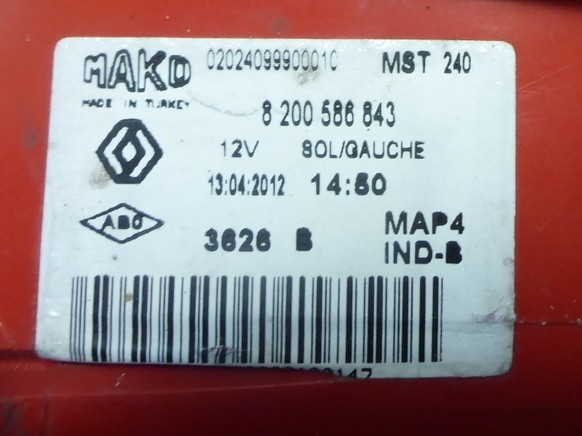 MAKO 02024099900010 MST 240
MADE IN TURKEY
8 200 586 843
12V SOL/GAUCHE
13:04:2012 14:50
ABO 3626 B MAP4
IND-B